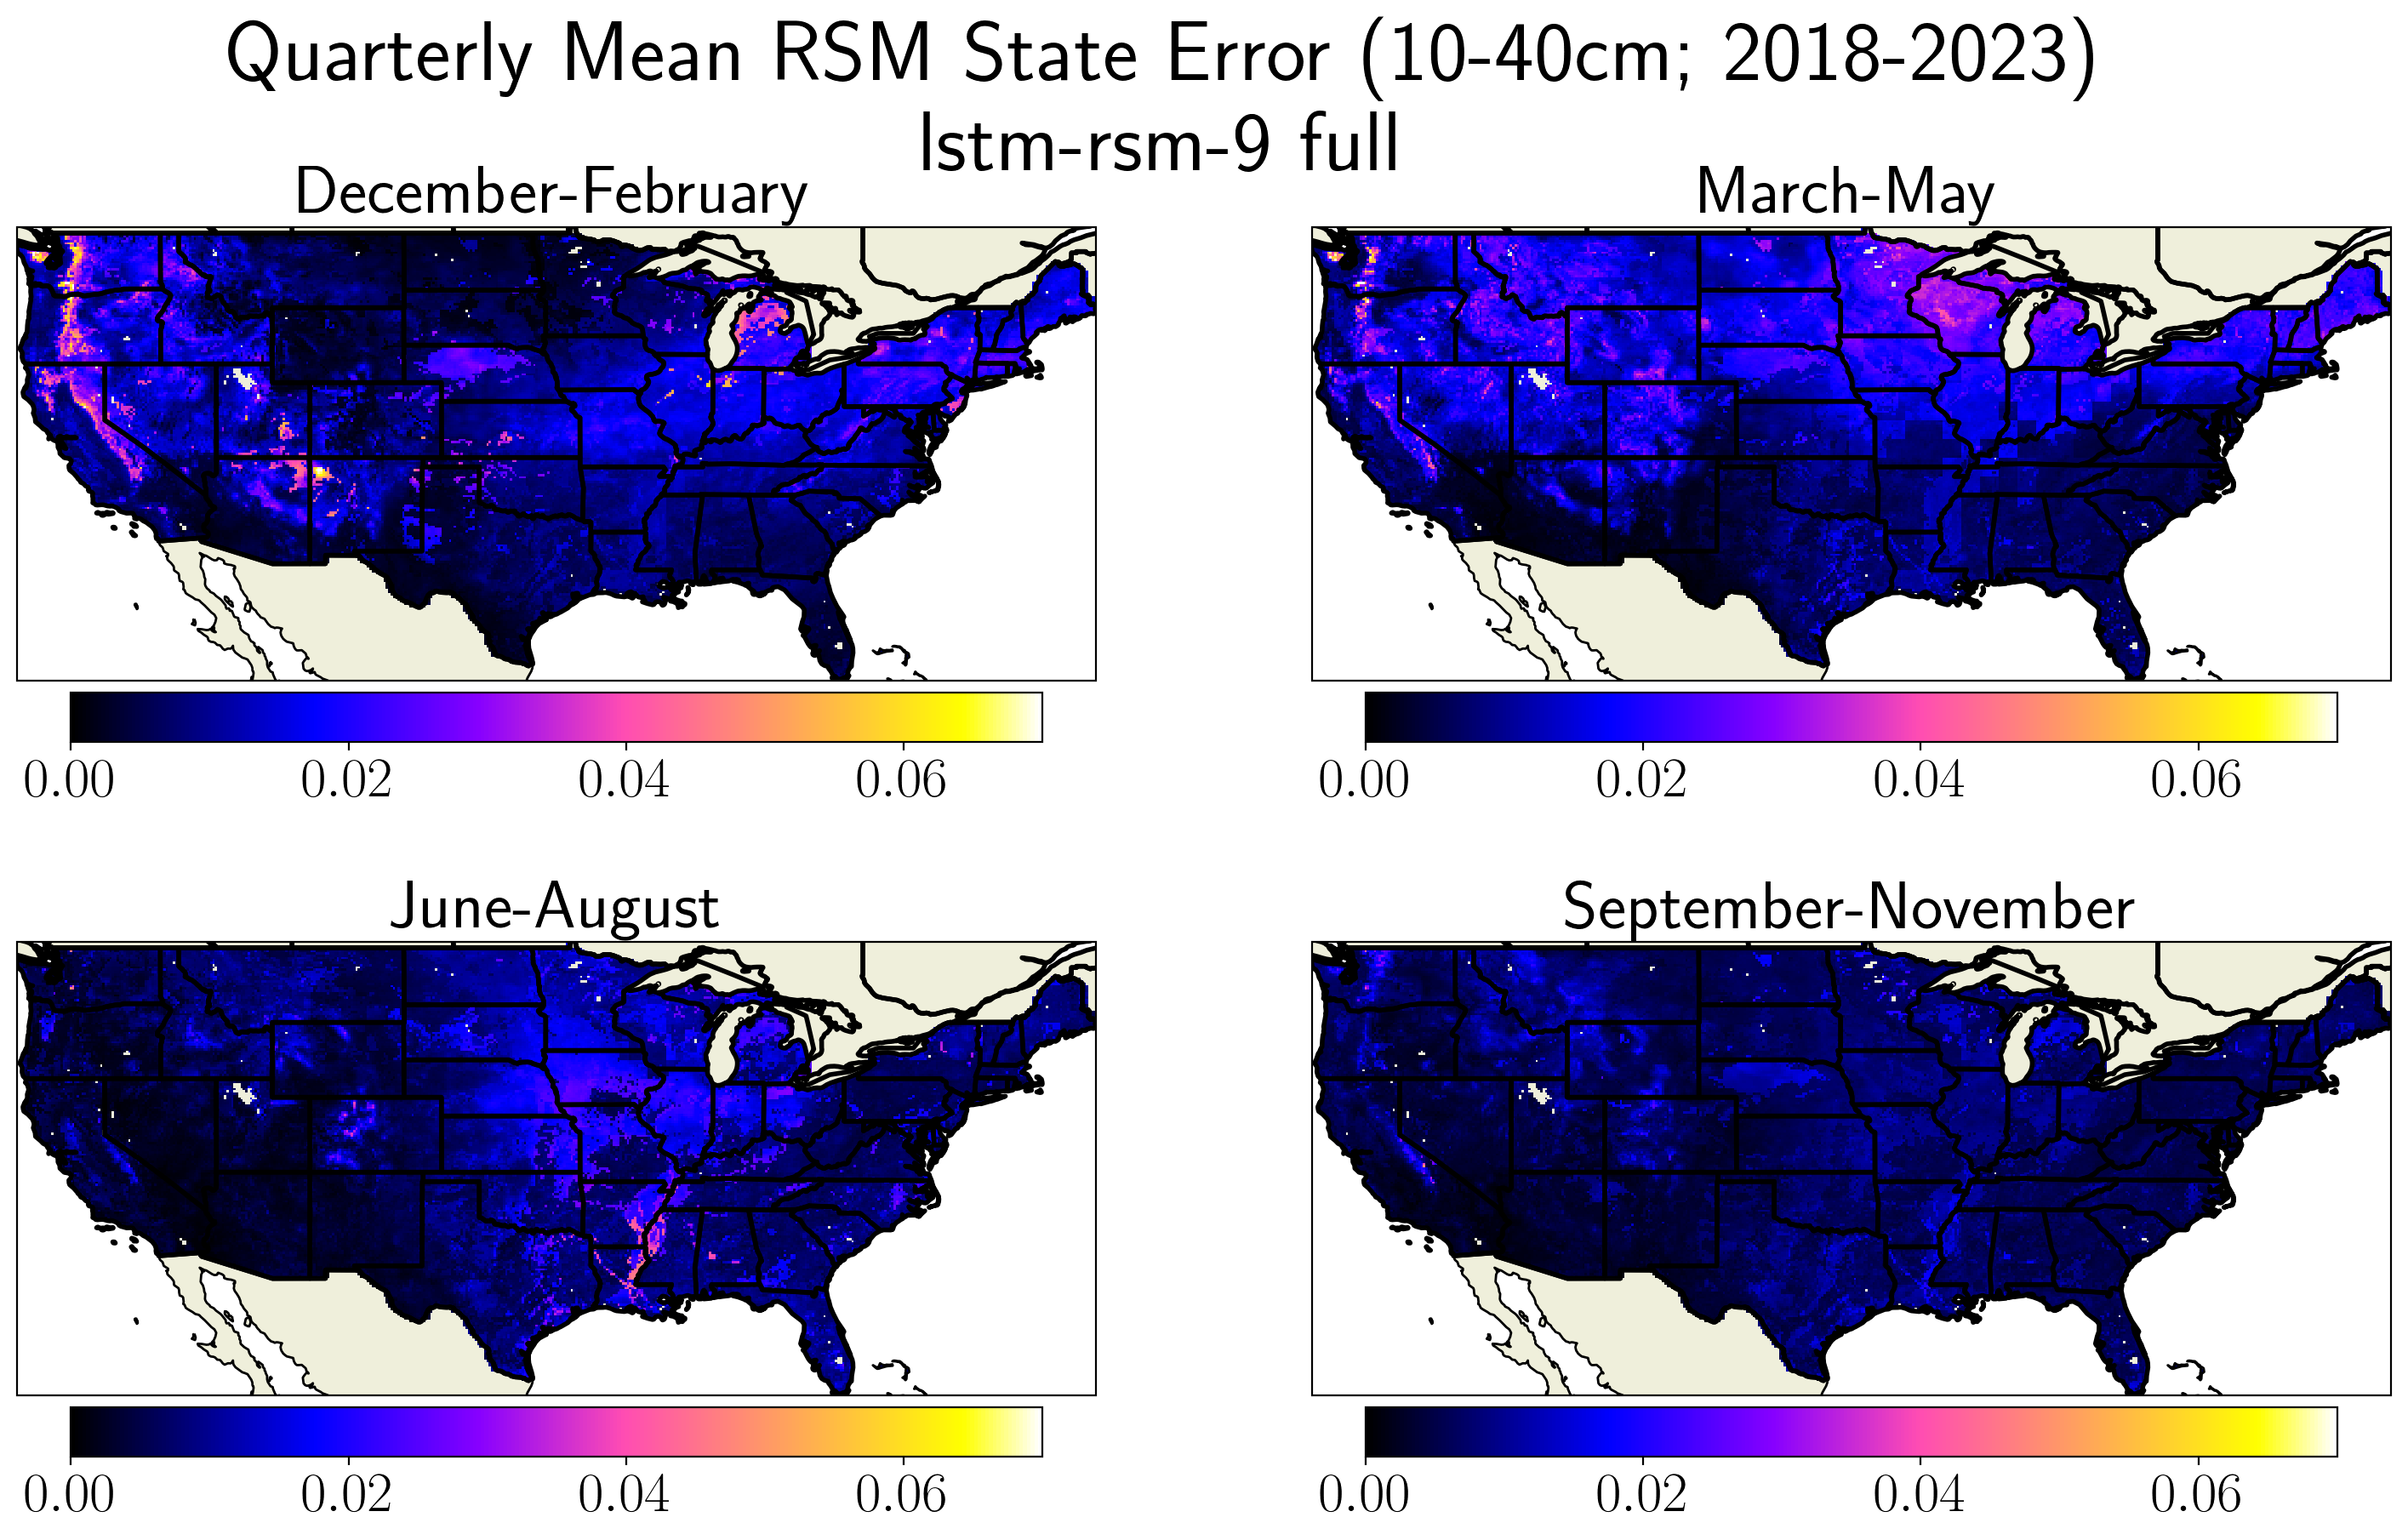 Quarterly Mean RSM State Error (10-40cm; 2018-2023)
lstm-rsm-9 full
December-February
March-May
0.00 0.02 0.04 0.06
0.00 0.02 0.04 0.06
June-August
September-November
0.00 0.02 0.04 0.06
0.00 0.02 0.04 0.06